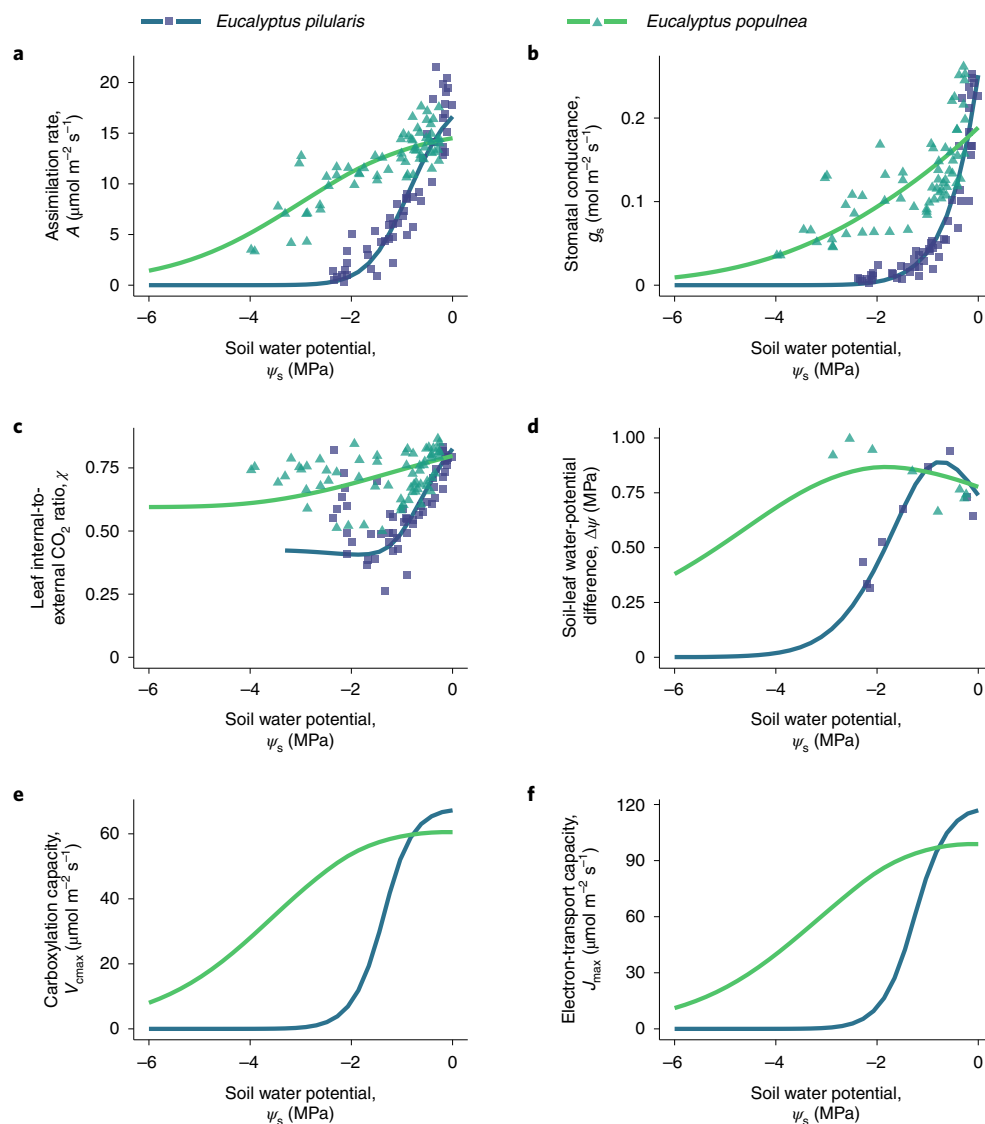 Eucalyptus pilularis
Eucalyptus populnea
a
Assimilation rate,
A (μmol m⁻² s⁻¹)
20
15
10
5
0
−6
−4
−2
0
Soil water potential,
ψs (MPa)
b
Stomatal conductance,
gs (mol m⁻² s⁻¹)
0.2
0.1
0
−6
−4
−2
0
Soil water potential,
ψs (MPa)
c
Leaf internal-to-
external CO2 ratio, χ
0.75
0.50
0.25
0
−6
−4
−2
0
Soil water potential,
ψs (MPa)
d
Soil-leaf water-potential
difference, Δψ (MPa)
1.00
0.75
0.50
0.25
0
−6
−4
−2
0
Soil water potential,
ψs (MPa)
e
Carboxylation capacity,
Vcmax (μmol m⁻² s⁻¹)
60
40
20
0
−6
−4
−2
0
Soil water potential,
ψs (MPa)
f
Electron-transport capacity,
Jmax (μmol m⁻² s⁻¹)
120
90
60
30
0
−6
−4
−2
0
Soil water potential,
ψs (MPa)